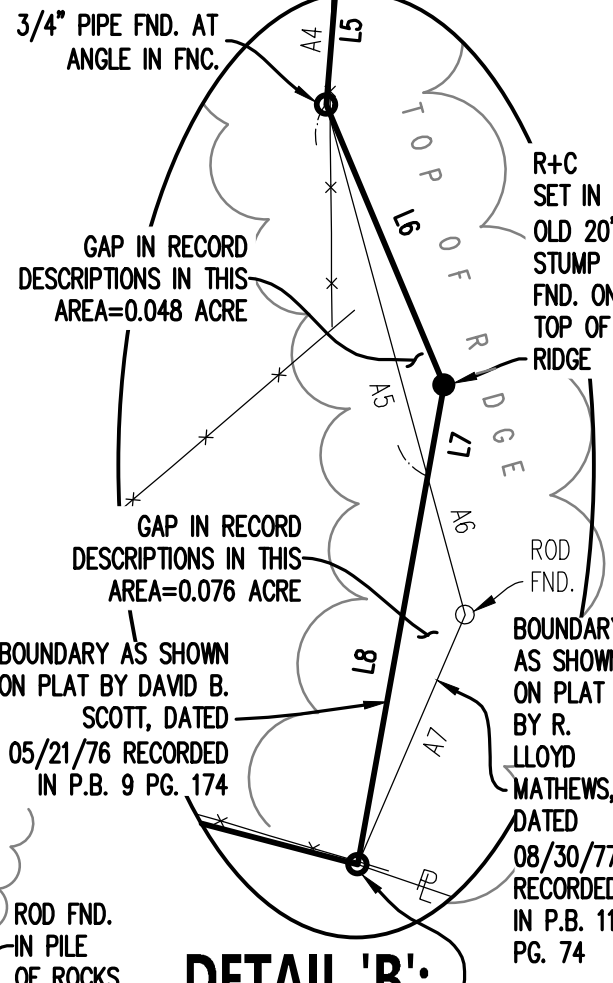 3/4" PIPE FND. AT
ANGLE IN FNC.
A4
L5
TOP OF RIDGE
L6
R+C
SET IN
OLD 20"
STUMP
FND. ON
TOP OF
RIDGE
GAP IN RECORD
DESCRIPTIONS IN THIS
AREA=0.048 ACRE
A5
L7
A6
GAP IN RECORD
DESCRIPTIONS IN THIS
AREA=0.076 ACRE
ROD
FND.
L8
BOUNDARY AS SHOWN
ON PLAT BY DAVID B.
SCOTT, DATED
05/21/76 RECORDED
IN P.B. 9 PG. 174
A7
BOUNDARY
AS SHOWN
ON PLAT
BY R.
LLOYD
MATHEWS,
DATED
08/30/77
RECORDED
IN P.B. 11
PG. 74
PL
ROD FND.
IN PILE
OF ROCKS
DETAIL 'B':